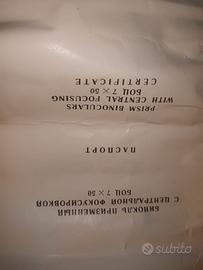 БИНОКЛЬ ПРИЗМЕННЫЙ
С ЦЕНТРАЛЬНОЙ ФОКУСИРОВКОЙ
БПЦ 7×50
ПАСПОРТ
PRISM BINOCULARS
WITH CENTRAL FOCUSING
БПЦ 7×50
CERTIFICATE
subito